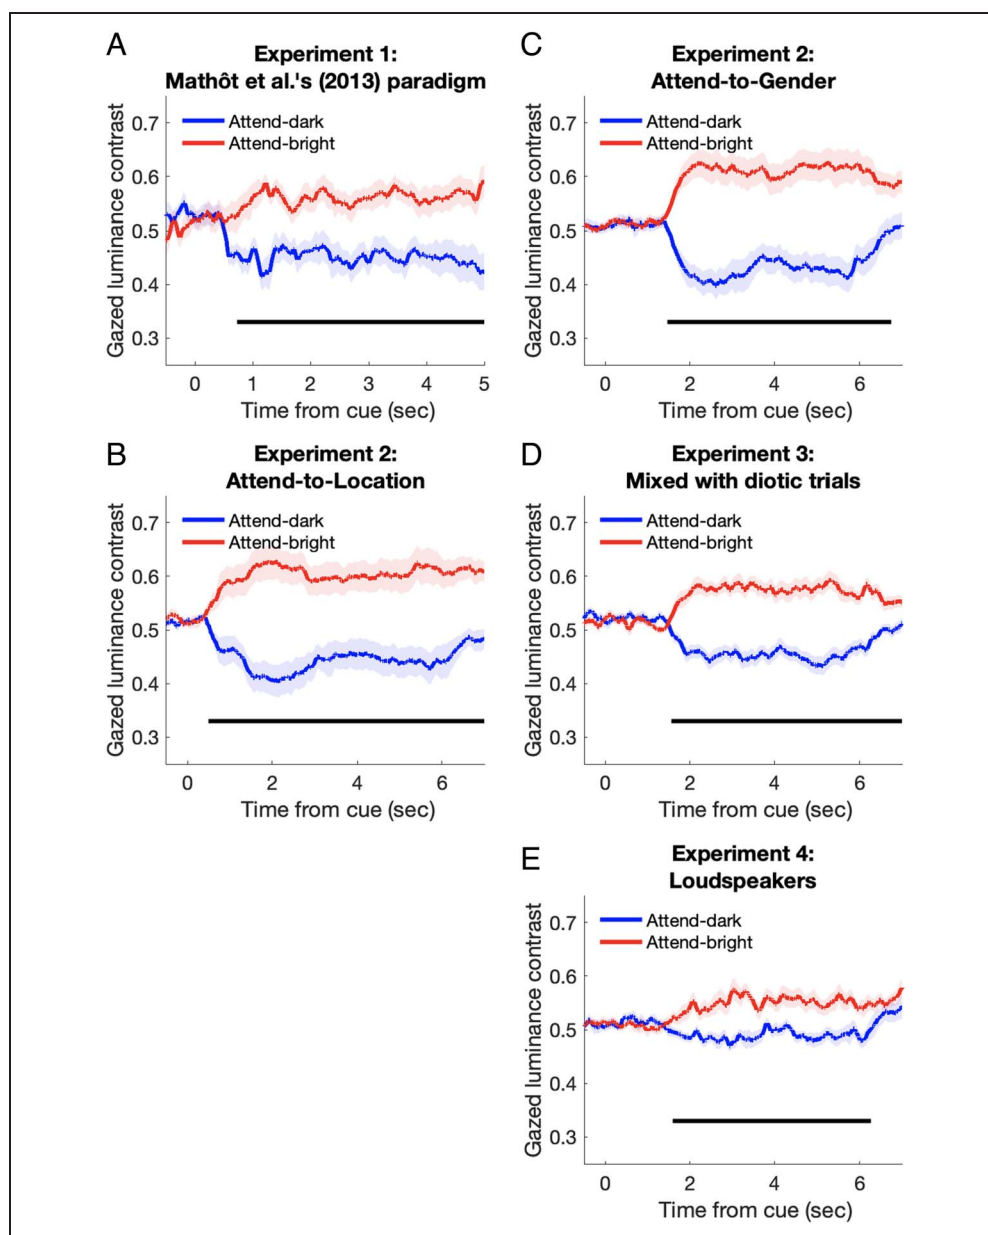 A
Experiment 1:
Mathôt et al.'s (2013) paradigm
Attend-dark
Attend-bright
0.7
0.6
0.5
0.4
0.3
Gazed luminance contrast
0 1 2 3 4 5
Time from cue (sec)
C
Experiment 2:
Attend-to-Gender
Attend-dark
Attend-bright
0.7
0.6
0.5
0.4
0.3
Gazed luminance contrast
0 2 4 6
Time from cue (sec)
B
Experiment 2:
Attend-to-Location
Attend-dark
Attend-bright
0.7
0.6
0.5
0.4
0.3
Gazed luminance contrast
0 2 4 6
Time from cue (sec)
D
Experiment 3:
Mixed with diotic trials
Attend-dark
Attend-bright
0.7
0.6
0.5
0.4
0.3
Gazed luminance contrast
0 2 4 6
Time from cue (sec)
E
Experiment 4:
Loudspeakers
Attend-dark
Attend-bright
0.7
0.6
0.5
0.4
0.3
Gazed luminance contrast
0 2 4 6
Time from cue (sec)